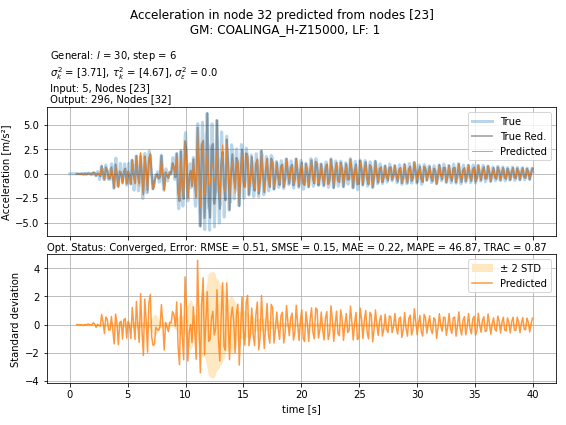 Acceleration in node 32 predicted from nodes [23]
GM: COALINGA_H-Z15000, LF: 1
General: l = 30, step = 6
σ²ₖ = [3.71], τ²ₖ = [4.67], σ²ε = 0.0
Input: 5, Nodes [23]
Output: 296, Nodes [32]
Acceleration [m/s²]
5.0
2.5
0.0
−2.5
−5.0
True
True Red.
Predicted
Opt. Status: Converged, Error: RMSE = 0.51, SMSE = 0.15, MAE = 0.22, MAPE = 46.87, TRAC = 0.87
Standard deviation
4
2
0
−2
−4
± 2 STD
Predicted
0 5 10 15 20 25 30 35 40
time [s]